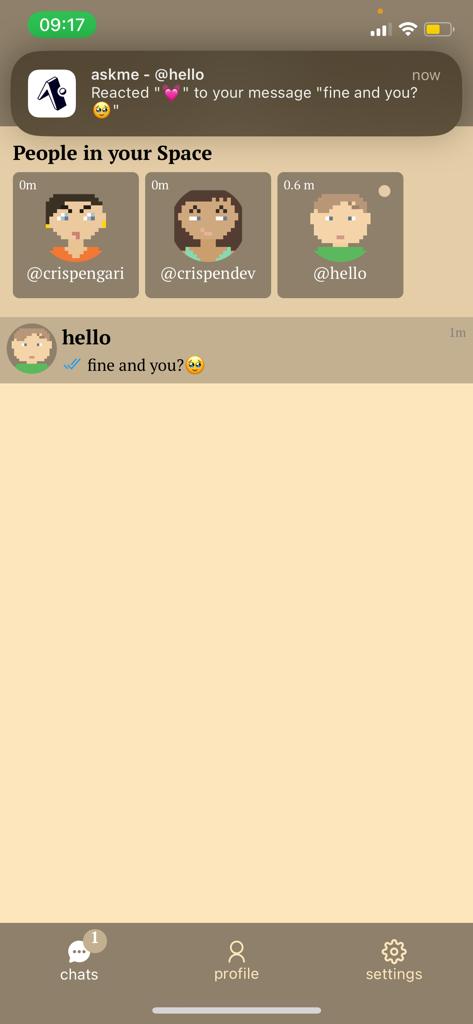 09:17
askme - @hello
now
Reacted "💓" to your message "fine and you?
🥹"
People in your Space
0m
@crispengari
0m
@crispendev
0.6 m
@hello
hello
1m
fine and you?🥹
1
chats
profile
settings